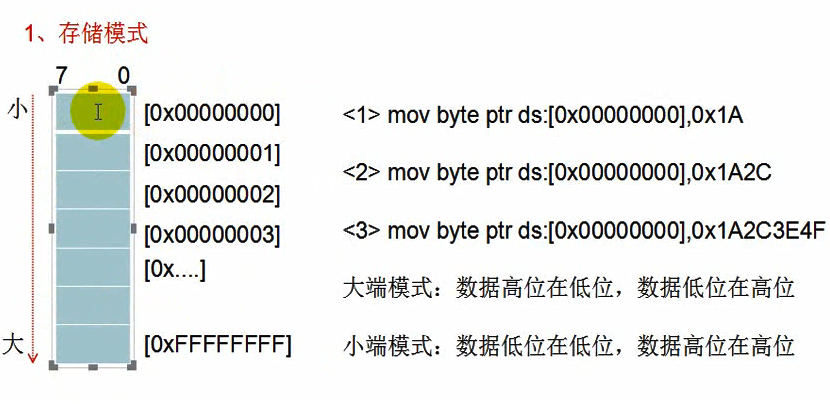 1、存储模式
7 0
小
[0x00000000]
[0x00000001]
[0x00000002]
[0x00000003]
[0x....]
大
[0xFFFFFFFF]
<1> mov byte ptr ds:[0x00000000],0x1A
<2> mov byte ptr ds:[0x00000000],0x1A2C
<3> mov byte ptr ds:[0x00000000],0x1A2C3E4F
大端模式：数据高位在低位，数据低位在高位
小端模式：数据低位在低位，数据高位在高位